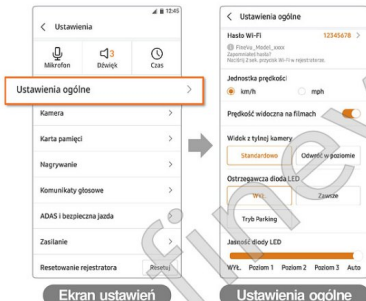 12:45
Ustawienia
Mikrofon
3
Dźwięk
Czas
Ustawienia ogólne
Kamera
Karta pamięci
Nagrywanie
Komunikaty głosowe
ADAS i bezpieczna jazda
Zasilanie
Resetowanie rejestratora
Resetuj
Ekran ustawień
Ustawienia ogólne
Hasło Wi-Fi
12345678
Zapomniałeś hasła?
Jednostka prędkości
km/h
mph
Prędkość widoczna na filmach
Widok z tylnej kamery
Standardowo
Odwróć w poziomie
Ostrzegawcza dioda LED
Wył.
Zawsze
Tryb Parking
Jasność diody LED
WYŁ.
Poziom 1
Poziom 2
Poziom 3
Auto
Ustawienia ogólne
finev